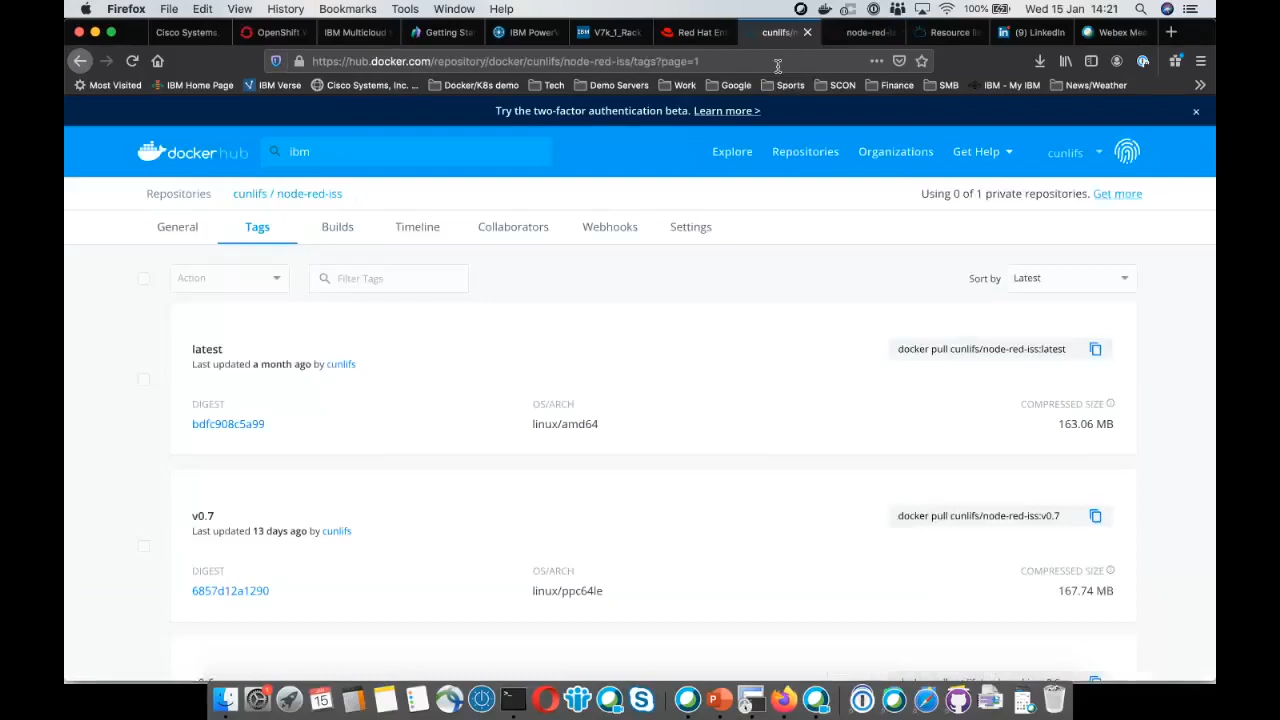 Firefox File Edit View History Bookmarks Tools Window Help 100% Wed 15 Jan 14:21
Cisco Systems, OpenShift IBM Multicloud Getting Sta IBM Power V7k_1_Rack Red Hat En cunlifs/n node-red- Resource li (1) LinkedIn Webex Me
https://hub.docker.com/repository/docker/cunlifs/node-red-iss/tags?page=1
Most Visited IBM Home Page IBM Verse Cisco Systems, Inc. ... Docker/K8s demo Tech Demo Servers Work Google Sports SCON Finance SMB IBM - My IBM News/Weather
Try the two-factor authentication beta. Learn more >
docker hub ibm Explore Repositories Organizations Get Help cunlifs
Repositories cunlifs / node-red-iss Using 0 of 1 private repositories. Get more
General Tags Builds Timeline Collaborators Webhooks Settings
Action Filter Tags Sort by Latest
latest docker pull cunlifs/node-red-iss:latest
Last updated a month ago by cunlifs
DIGEST OS/ARCH COMPRESSED SIZE
bdfc908c5a99 linux/amd64 163.06 MB
v0.7 docker pull cunlifs/node-red-iss:v0.7
Last updated 13 days ago by cunlifs
DIGEST OS/ARCH COMPRESSED SIZE
6857d12a1290 linux/ppc64le 167.74 MB